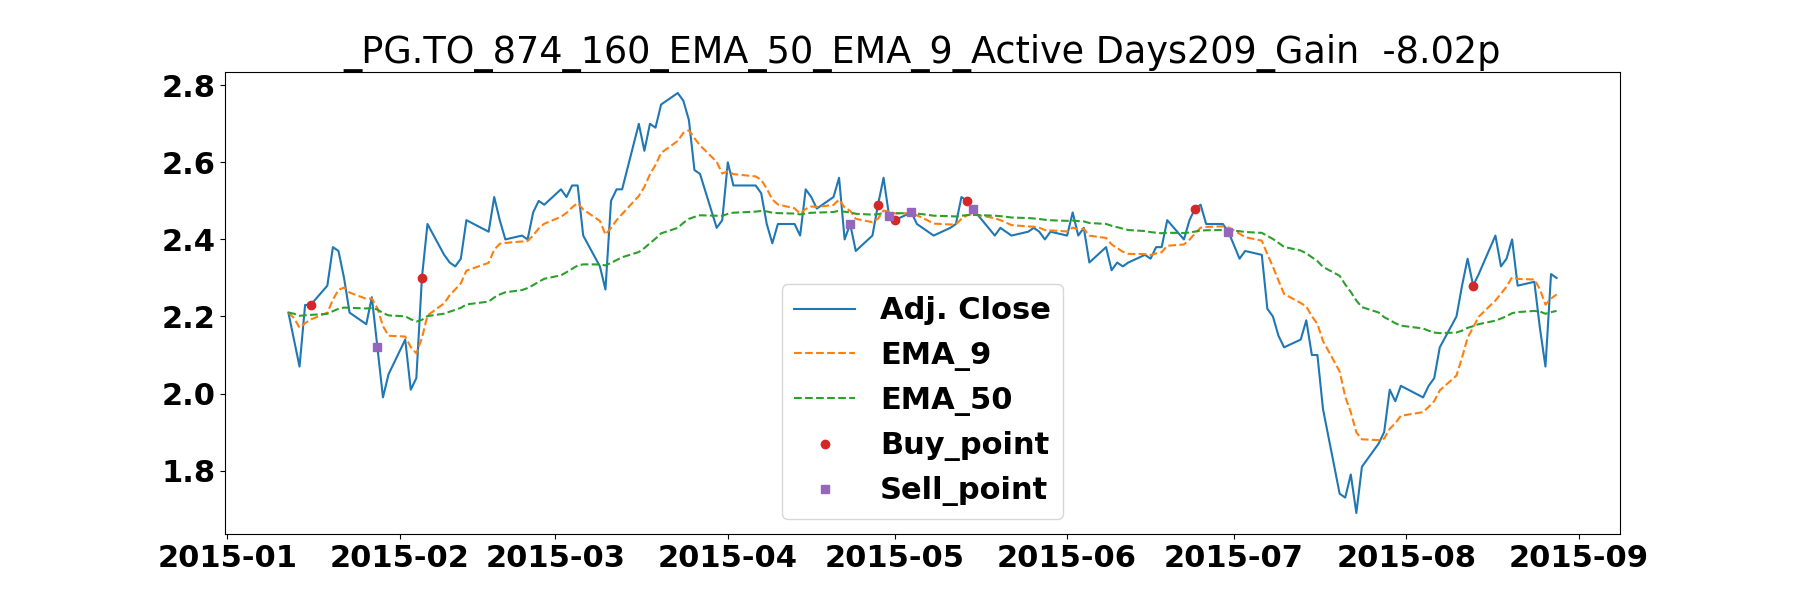 _PG.TO_874_160_EMA_50_EMA_9_Active Days209_Gain  -8.02p
2.8
2.6
2.4
2.2
2.0
1.8
Adj. Close
EMA_9
EMA_50
Buy_point
Sell_point
2015-01 2015-02 2015-03 2015-04 2015-05 2015-06 2015-07 2015-08 2015-09